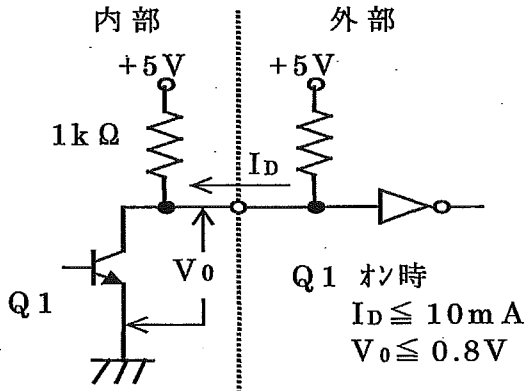 内部 外部
+5V +5V
1kΩ
ID
V0
Q1
Q1 オン時
ID≦ 10mA
V0≦ 0.8V